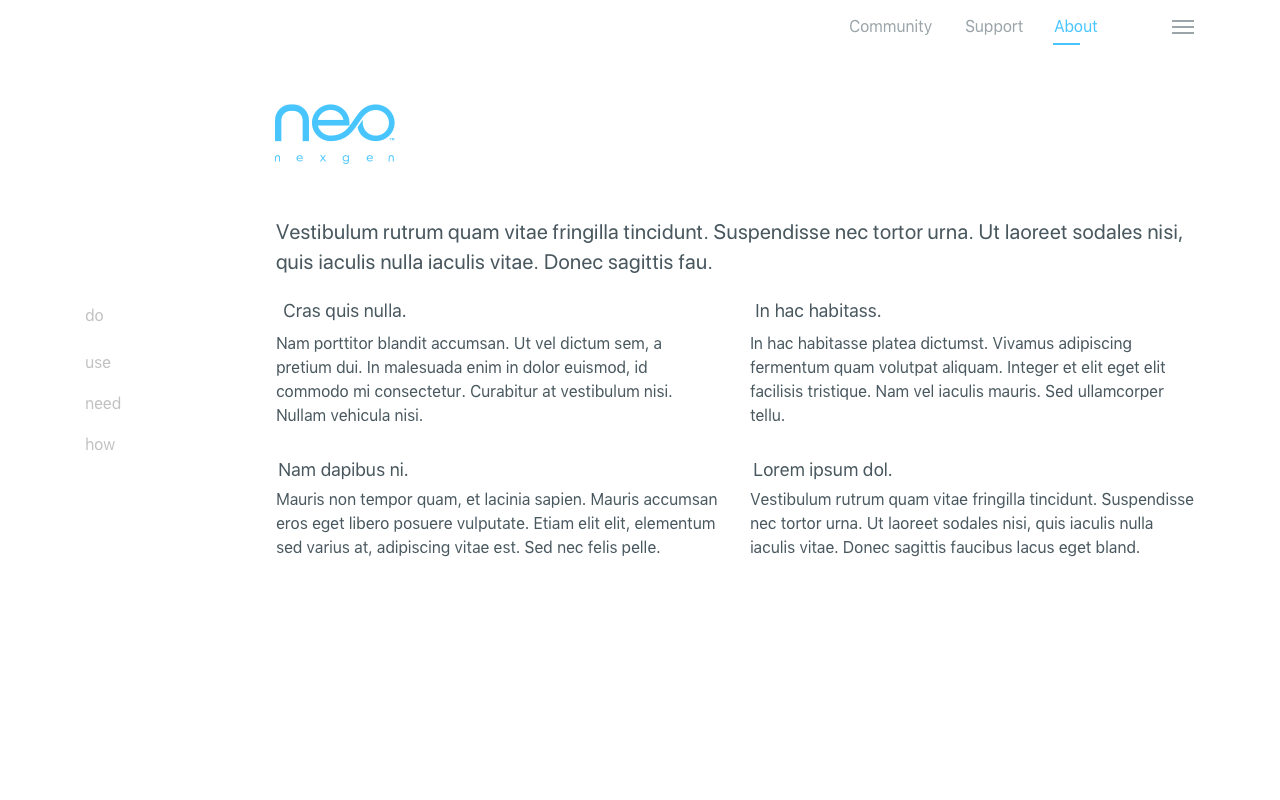 Community Support About
neo™
nexgen
Vestibulum rutrum quam vitae fringilla tincidunt. Suspendisse nec tortor urna. Ut laoreet sodales nisi,
quis iaculis nulla iaculis vitae. Donec sagittis fau.
do
use
need
how
Cras quis nulla.
Nam porttitor blandit accumsan. Ut vel dictum sem, a
pretium dui. In malesuada enim in dolor euismod, id
commodo mi consectetur. Curabitur at vestibulum nisi.
Nullam vehicula nisi.
In hac habitass.
In hac habitasse platea dictumst. Vivamus adipiscing
fermentum quam volutpat aliquam. Integer et elit eget elit
facilisis tristique. Nam vel iaculis mauris. Sed ullamcorper
tellu.
Nam dapibus ni.
Mauris non tempor quam, et lacinia sapien. Mauris accumsan
eros eget libero posuere vulputate. Etiam elit elit, elementum
sed varius at, adipiscing vitae est. Sed nec felis pelle.
Lorem ipsum dol.
Vestibulum rutrum quam vitae fringilla tincidunt. Suspendisse
nec tortor urna. Ut laoreet sodales nisi, quis iaculis nulla
iaculis vitae. Donec sagittis faucibus lacus eget bland.